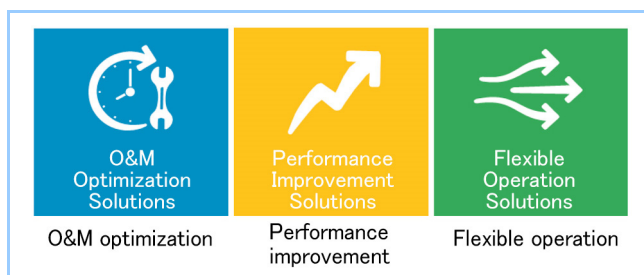 O&M
Optimization
Solutions
Performance
Improvement
Solutions
Flexible
Operation
Solutions
O&M optimization
Performance
improvement
Flexible operation